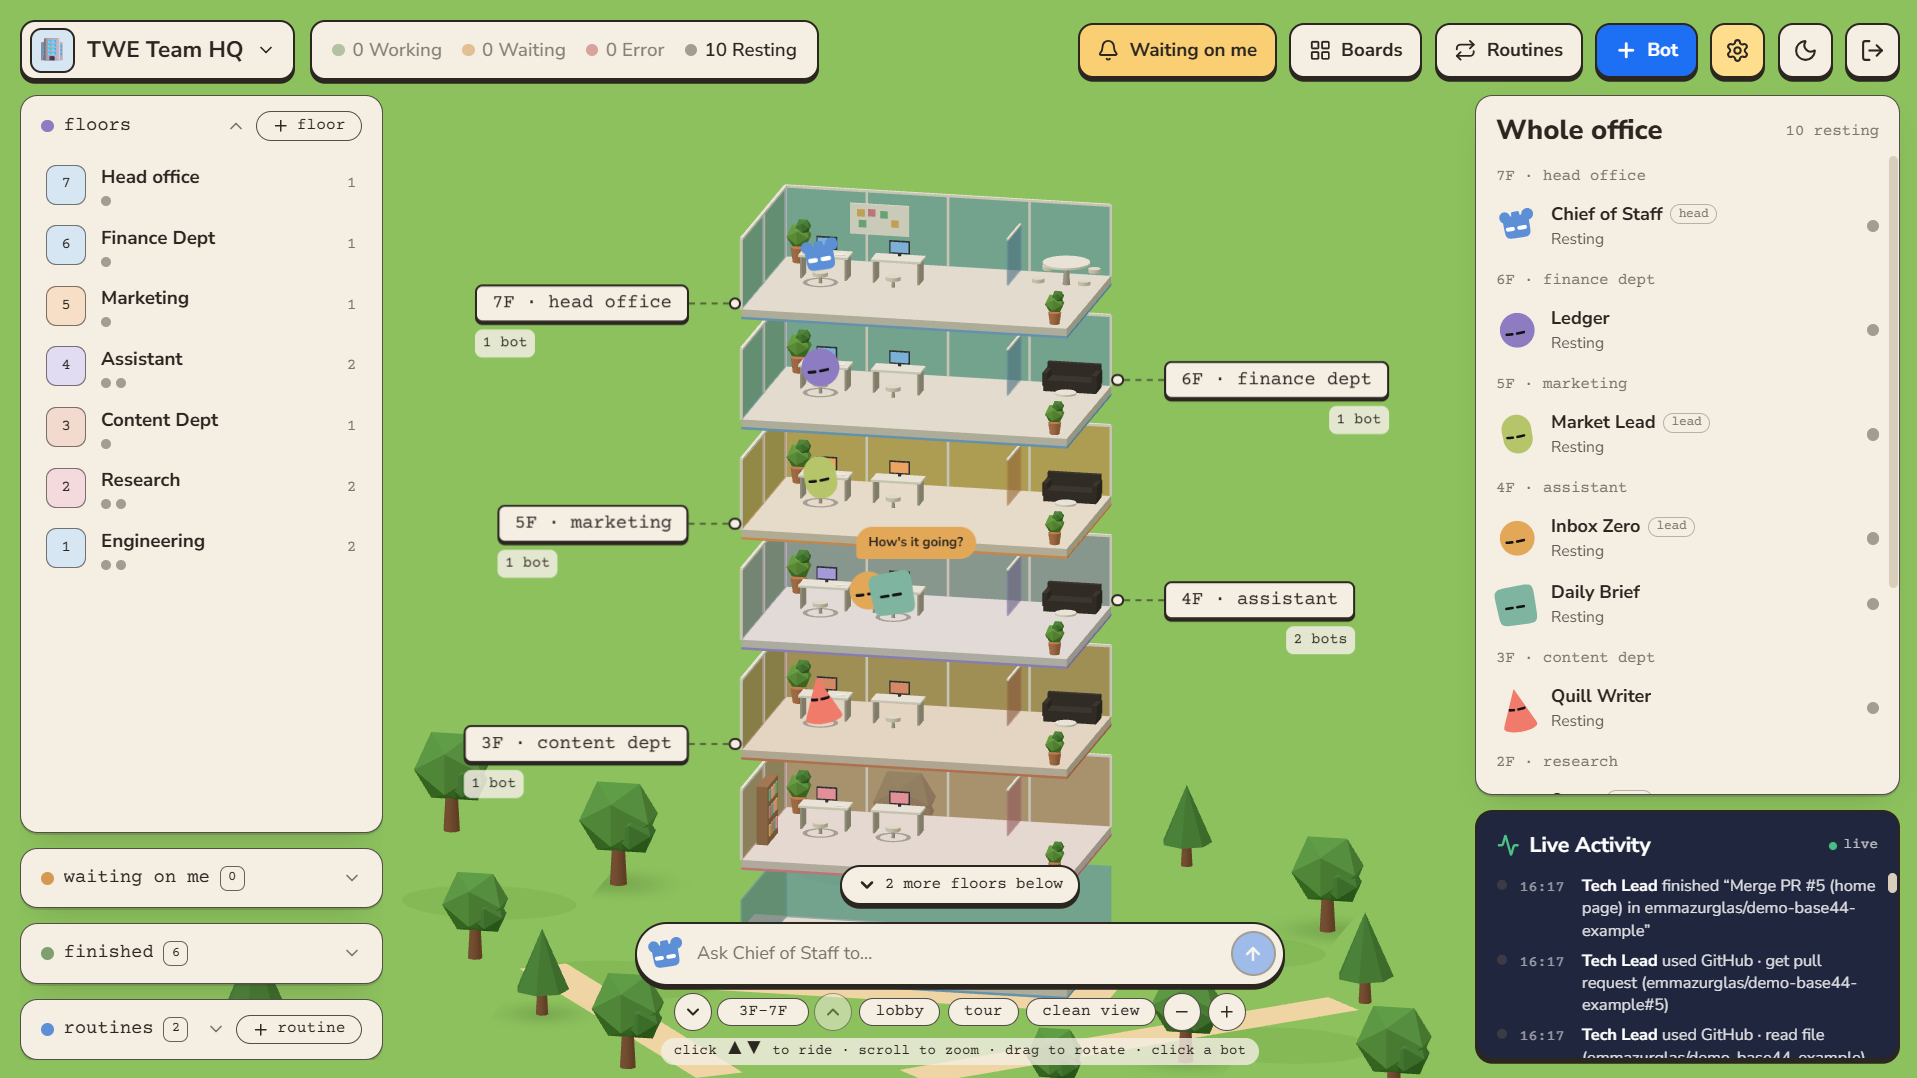 TWE Team HQ
0 Working 0 Waiting 0 Error 10 Resting
Waiting on me
Boards
Routines
Bot
floors
+ floor
7 Head office 1
6 Finance Dept 1
5 Marketing 1
4 Assistant 2
3 Content Dept 1
2 Research 2
1 Engineering 2
waiting on me 0
finished 6
routines 2
+ routine
7F · head office
1 bot
6F · finance dept
1 bot
5F · marketing
1 bot
How's it going?
4F · assistant
2 bots
3F · content dept
1 bot
2 more floors below
Ask Chief of Staff to...
3F-7F
lobby
tour
clean view
click ▲▼ to ride · scroll to zoom · drag to rotate · click a bot
Whole office 10 resting
7F · head office
Chief of Staff head
Resting
6F · finance dept
Ledger
Resting
5F · marketing
Market Lead lead
Resting
4F · assistant
Inbox Zero lead
Resting
Daily Brief
Resting
3F · content dept
Quill Writer
Resting
2F · research
Live Activity live
16:17 Tech Lead finished “Merge PR #5 (home
page) in emmazurglas/demo-base44-
example”
16:17 Tech Lead used GitHub · get pull
request (emmazurglas/demo-base44-
example#5)
16:17 Tech Lead used GitHub · read file
(emmazurglas/demo-base44-example)